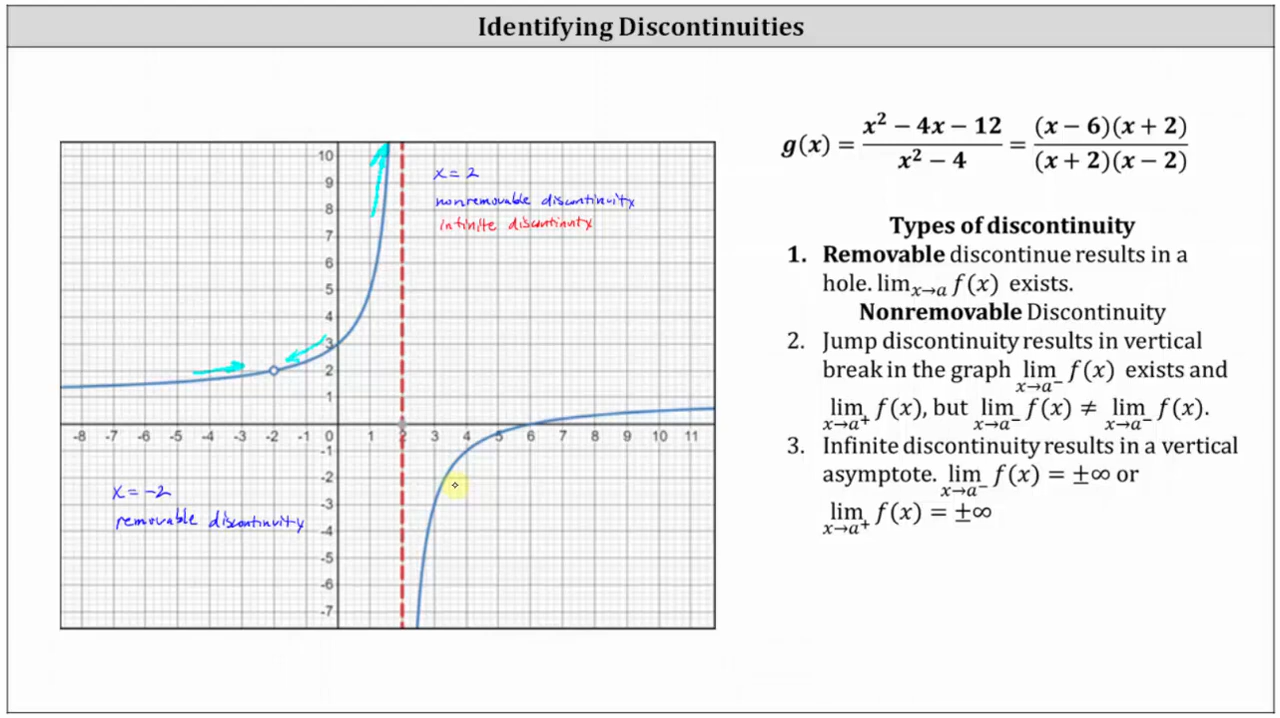 Identifying Discontinuities
g(x) = \frac{x² − 4x − 12}{x² − 4} = \frac{(x − 6)(x + 2)}{(x + 2)(x − 2)}
10
9
8
7
6
5
4
3
2
1
-8 -7 -6 -5 -4 -3 -2 -1 0 1 2 3 4 5 6 7 8 9 10 11
-1
-2
-3
-4
-5
-6
-7
x = 2
nonremovable discontinuity
infinite discontinuity
x = -2
removable discontinuity
Types of discontinuity
1. Removable discontinue results in a
hole. lim_{x→a} f(x) exists.
Nonremovable Discontinuity
2. Jump discontinuity results in vertical
break in the graph lim_{x→a⁻} f(x) exists and
lim_{x→a⁺} f(x), but lim_{x→a⁻} f(x) ≠ lim_{x→a⁻} f(x).
3. Infinite discontinuity results in a vertical
asymptote. lim_{x→a⁻} f(x) = ±∞ or
lim_{x→a⁺} f(x) = ±∞